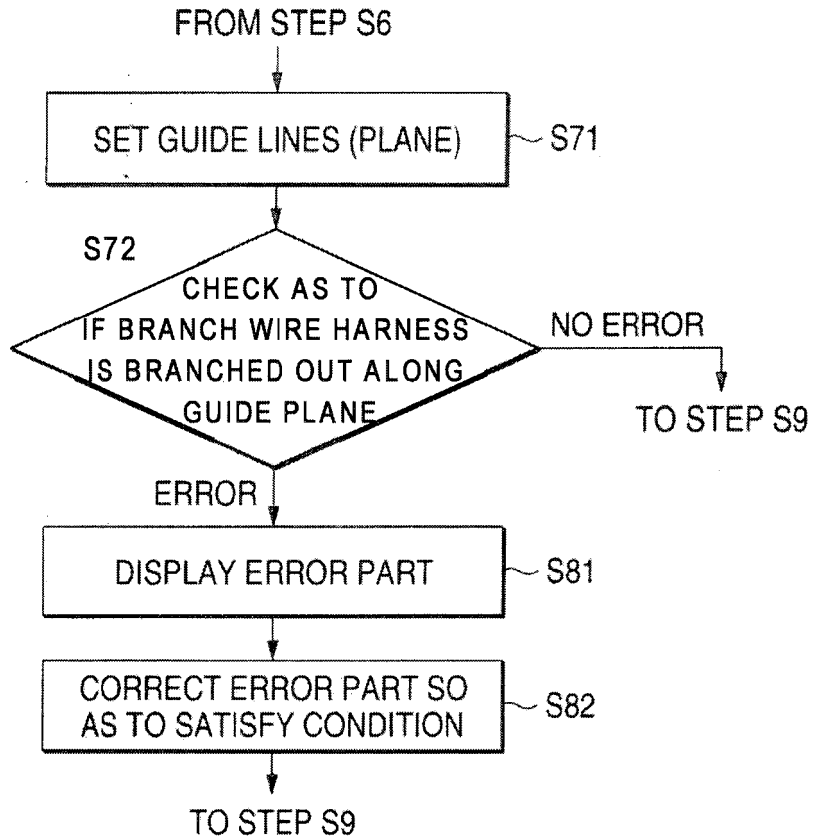 FROM STEP S6
SET GUIDE LINES (PLANE)
S71
S72
CHECK AS TO
IF BRANCH WIRE HARNESS
IS BRANCHED OUT ALONG
GUIDE PLANE
NO ERROR
TO STEP S9
ERROR
DISPLAY ERROR PART
S81
CORRECT ERROR PART SO
AS TO SATISFY CONDITION
S82
TO STEP S9